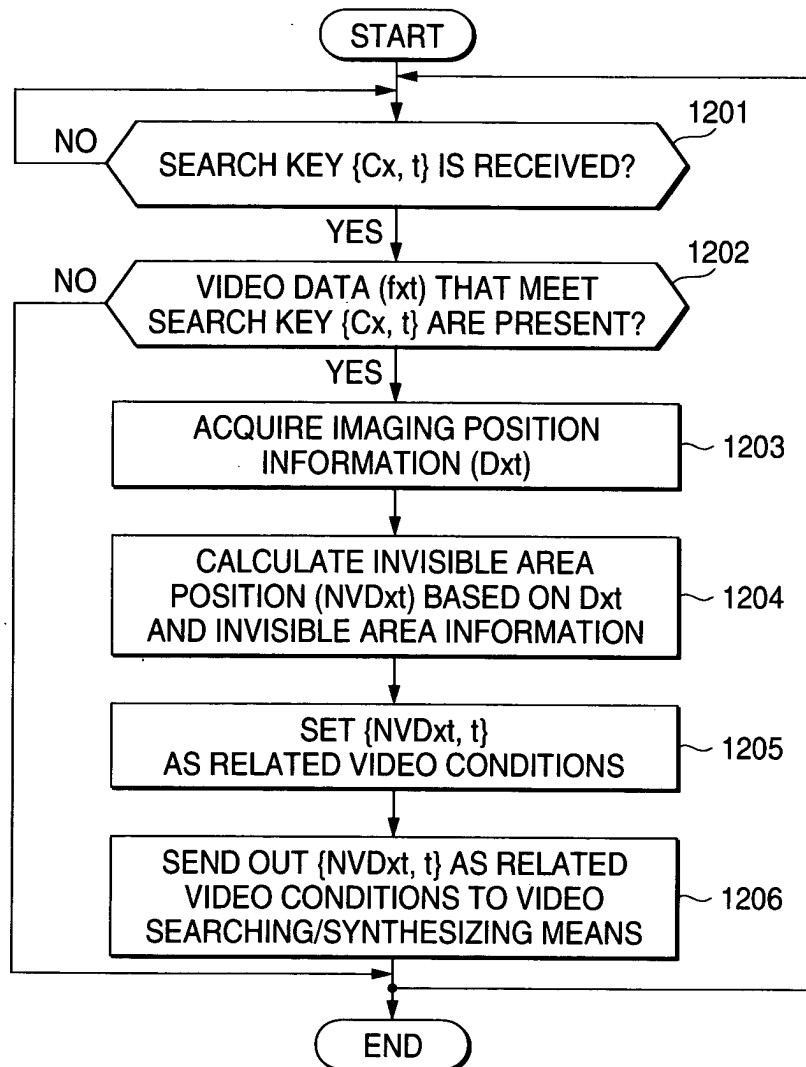 START
NO
1201
SEARCH KEY {Cx, t} IS RECEIVED?
YES
NO
1202
VIDEO DATA (fxt) THAT MEET
SEARCH KEY {Cx, t} ARE PRESENT?
YES
ACQUIRE IMAGING POSITION
INFORMATION (Dxt)
1203
CALCULATE INVISIBLE AREA
POSITION (NVDxt) BASED ON Dxt
AND INVISIBLE AREA INFORMATION
1204
SET {NVDxt, t}
AS RELATED VIDEO CONDITIONS
1205
SEND OUT {NVDxt, t} AS RELATED
VIDEO CONDITIONS TO VIDEO
SEARCHING/SYNTHESIZING MEANS
1206
END